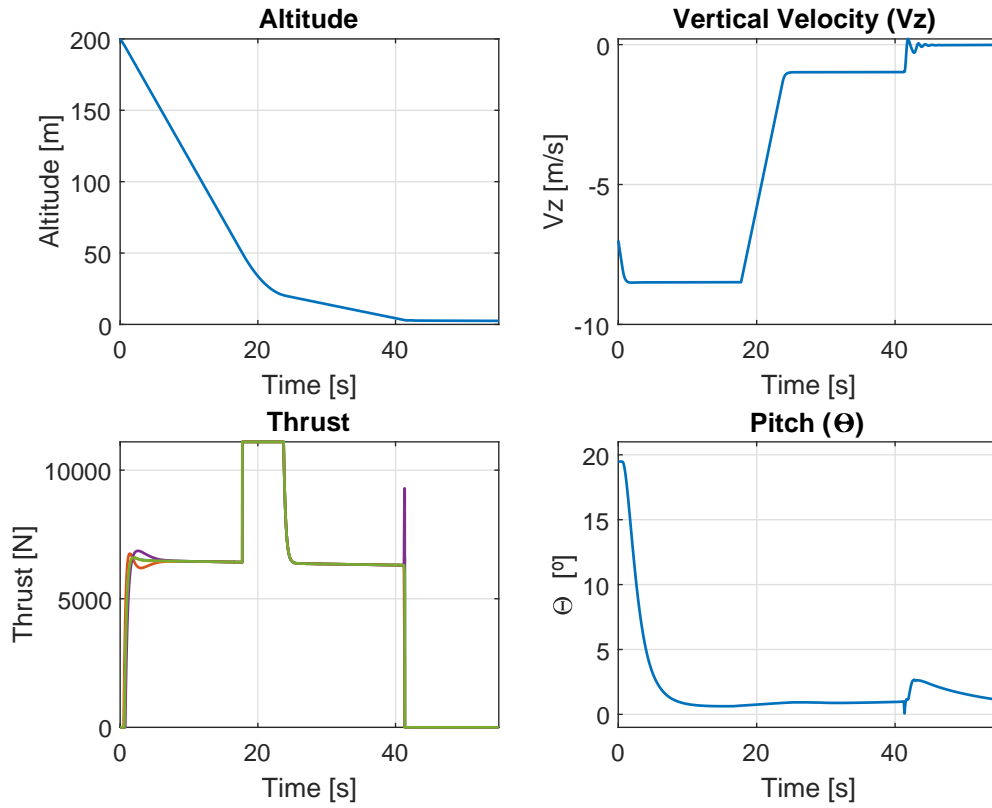 Altitude
200
150
100
50
0
Altitude [m]
0 20 40
Time [s]
Vertical Velocity (Vz)
0
-5
-10
Vz [m/s]
0 20 40
Time [s]
Thrust
10000
5000
0
Thrust [N]
0 20 40
Time [s]
Pitch (Θ)
20
15
10
5
0
Θ [º]
0 20 40
Time [s]